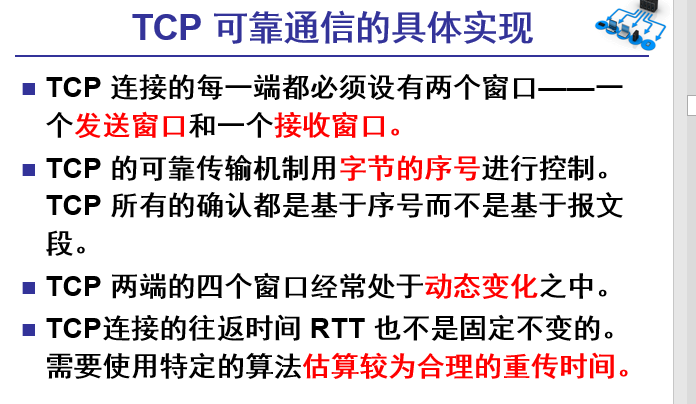 TCP 可靠通信的具体实现
TCP 连接的每一端都必须设有两个窗口——一
个发送窗口和一个接收窗口。
TCP 的可靠传输机制用字节的序号进行控制。
TCP 所有的确认都是基于序号而不是基于报文
段。
TCP 两端的四个窗口经常处于动态变化之中。
TCP连接的往返时间 RTT 也不是固定不变的。
需要使用特定的算法估算较为合理的重传时间。